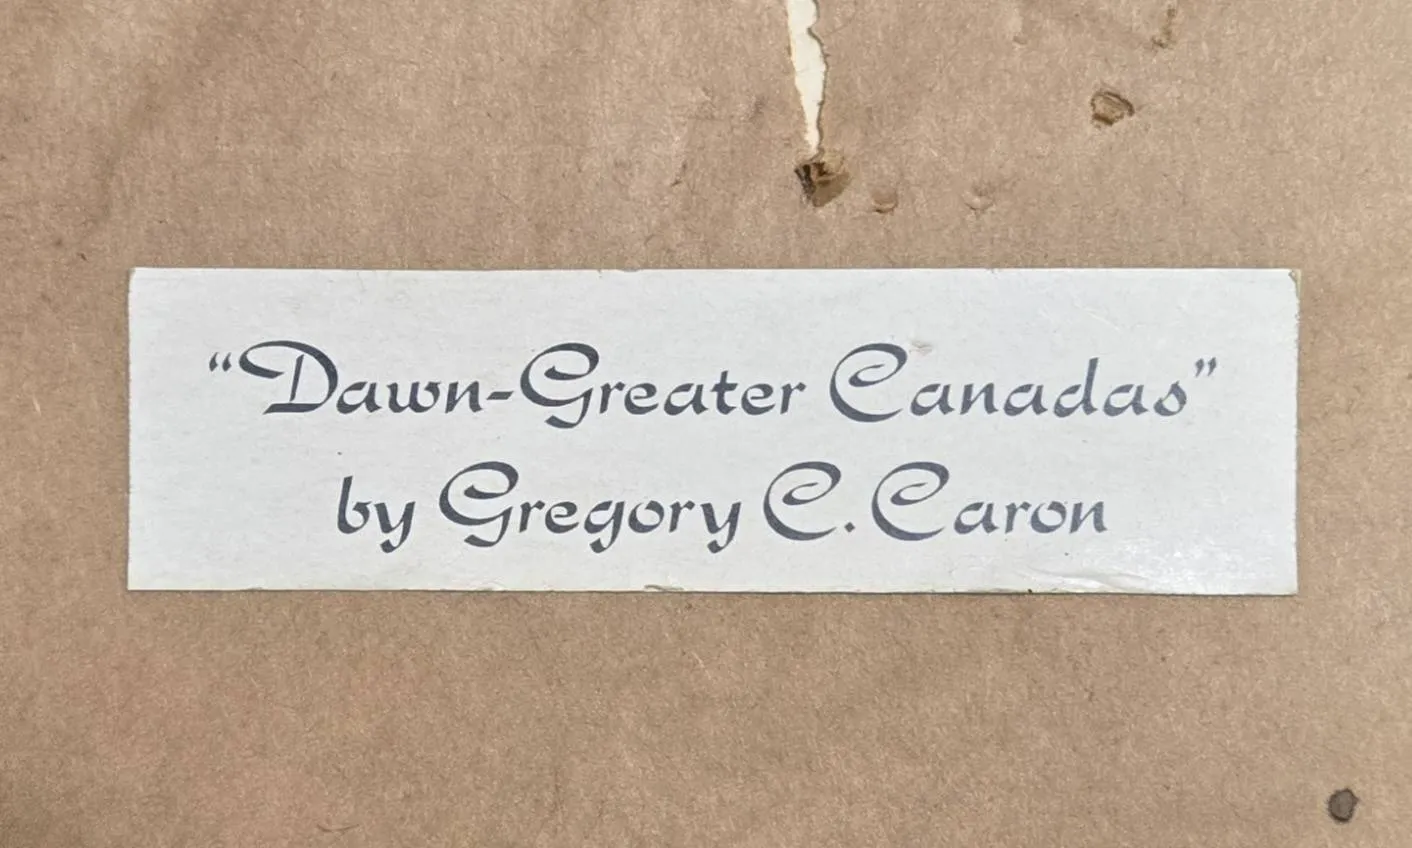 “Dawn-Greater Canadas”
by Gregory C. Caron